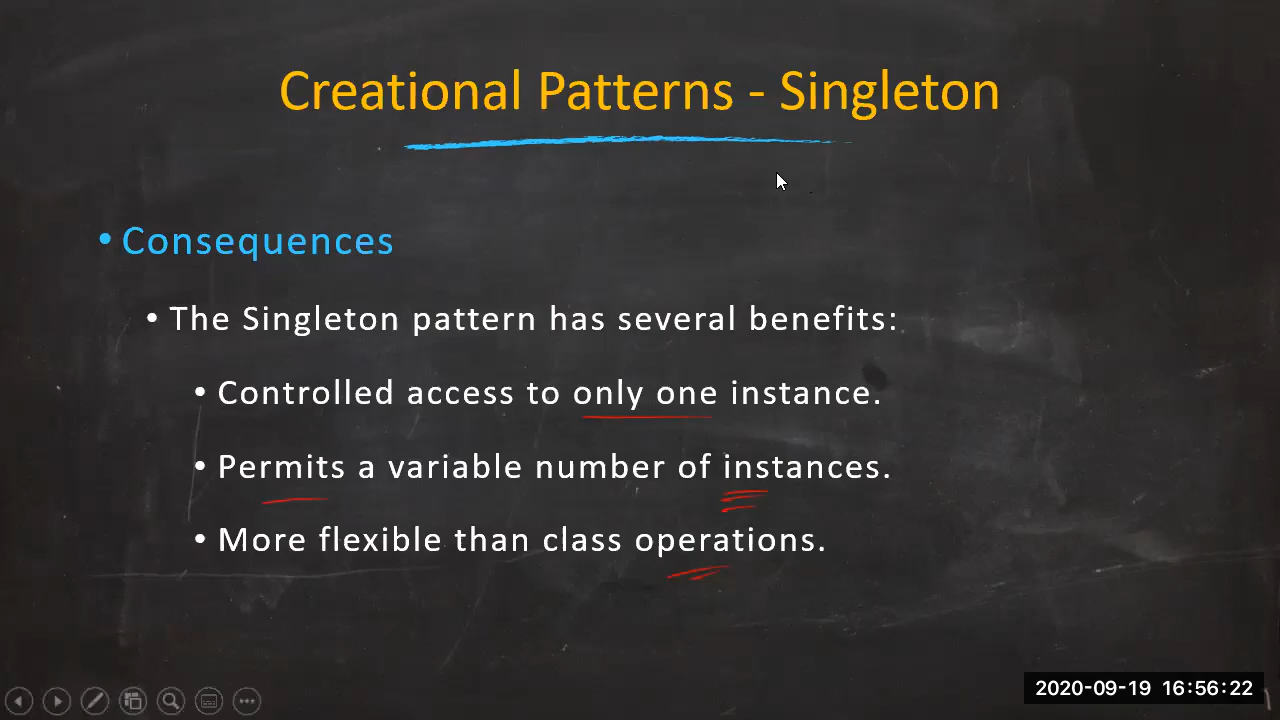 Creational Patterns - Singleton
• Consequences
• The Singleton pattern has several benefits:
• Controlled access to only one instance.
• Permits a variable number of instances.
• More flexible than class operations.
2020-09-19 16:56:22